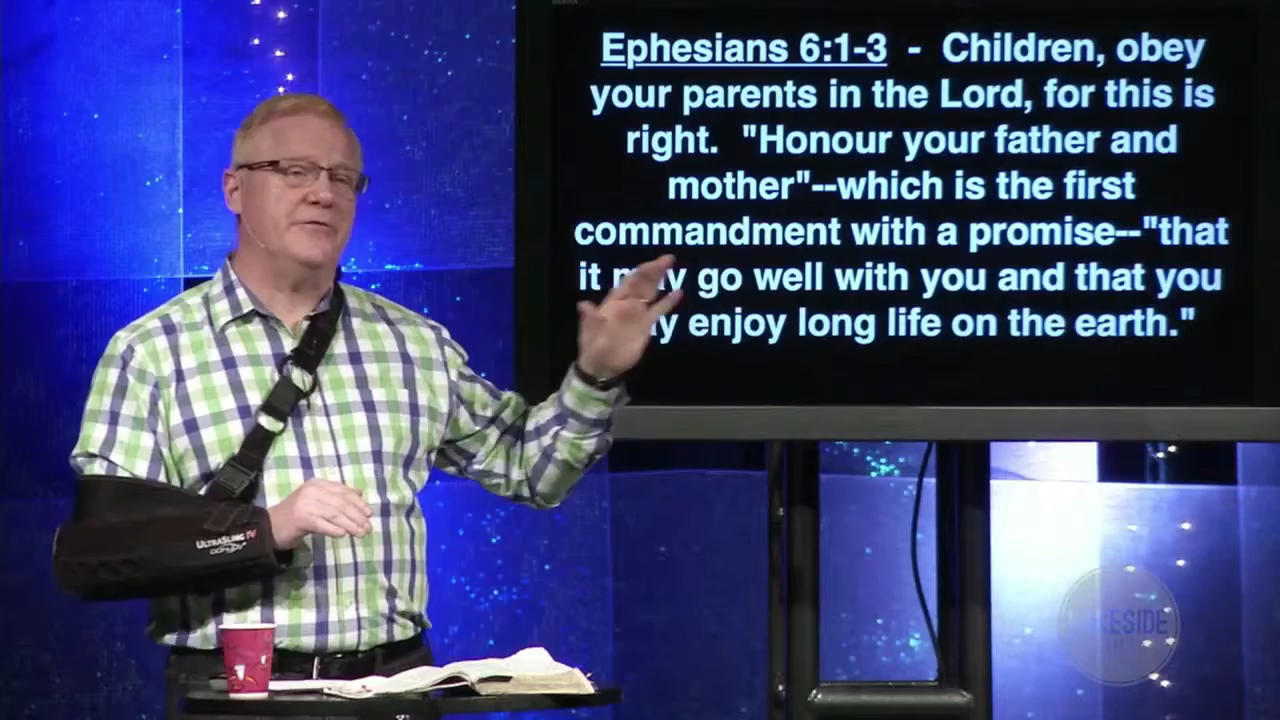 Ephesians 6:1-3 - Children, obey
your parents in the Lord, for this is
right. "Honour your father and
mother"--which is the first
commandment with a promise--"that
it may go well with you and that you
enjoy long life on the earth."
ULTRASLING IV
DONJOY